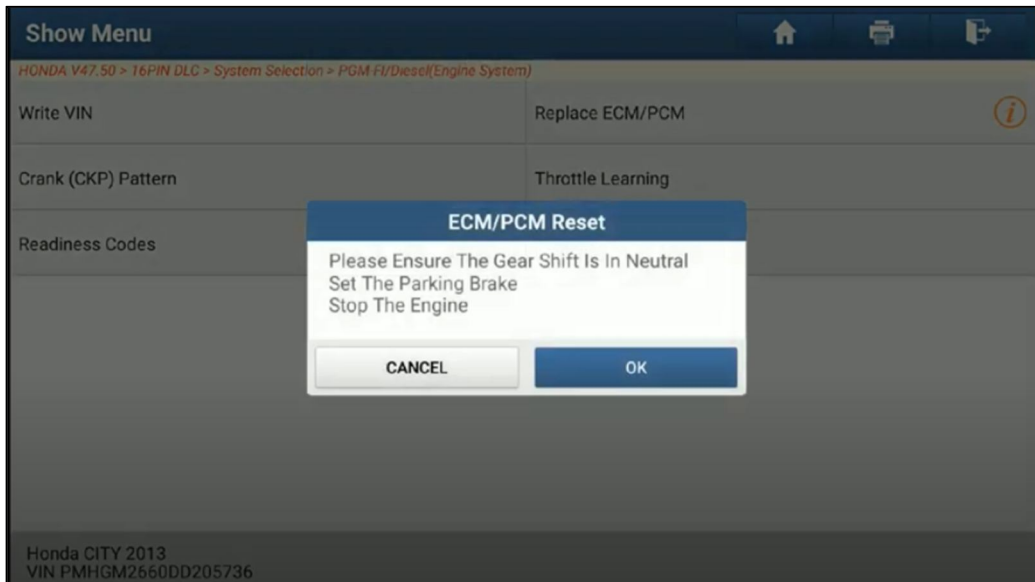 Show Menu
HONDA V47.50 > 16PIN DLC > System Selection > PGM-FI/Diesel(Engine System)
Write VIN
Replace ECM/PCM
Crank (CKP) Pattern
Throttle Learning
Readiness Codes
ECM/PCM Reset
Please Ensure The Gear Shift Is In Neutral
Set The Parking Brake
Stop The Engine
CANCEL
OK
Honda CITY 2013
VIN PMHGM2660DD205736